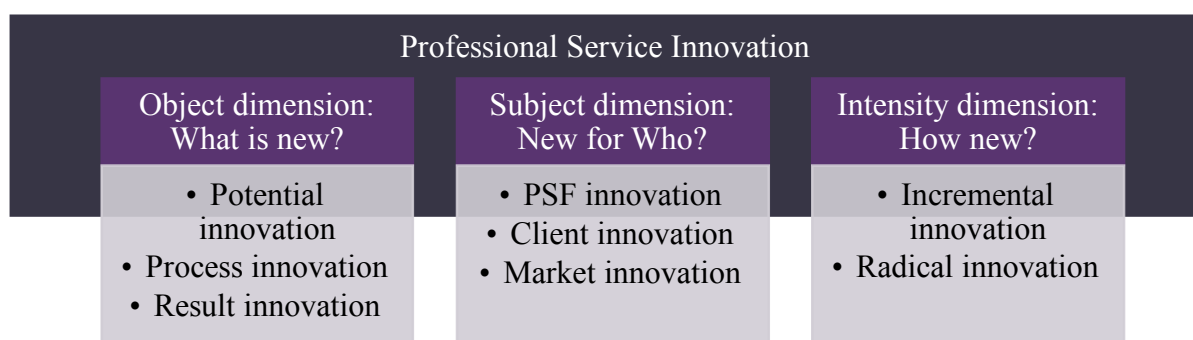 Professional Service Innovation
Object dimension:
What is new?
• Potential
innovation
• Process innovation
• Result innovation
Subject dimension:
New for Who?
• PSF innovation
• Client innovation
• Market innovation
Intensity dimension:
How new?
• Incremental
innovation
• Radical innovation